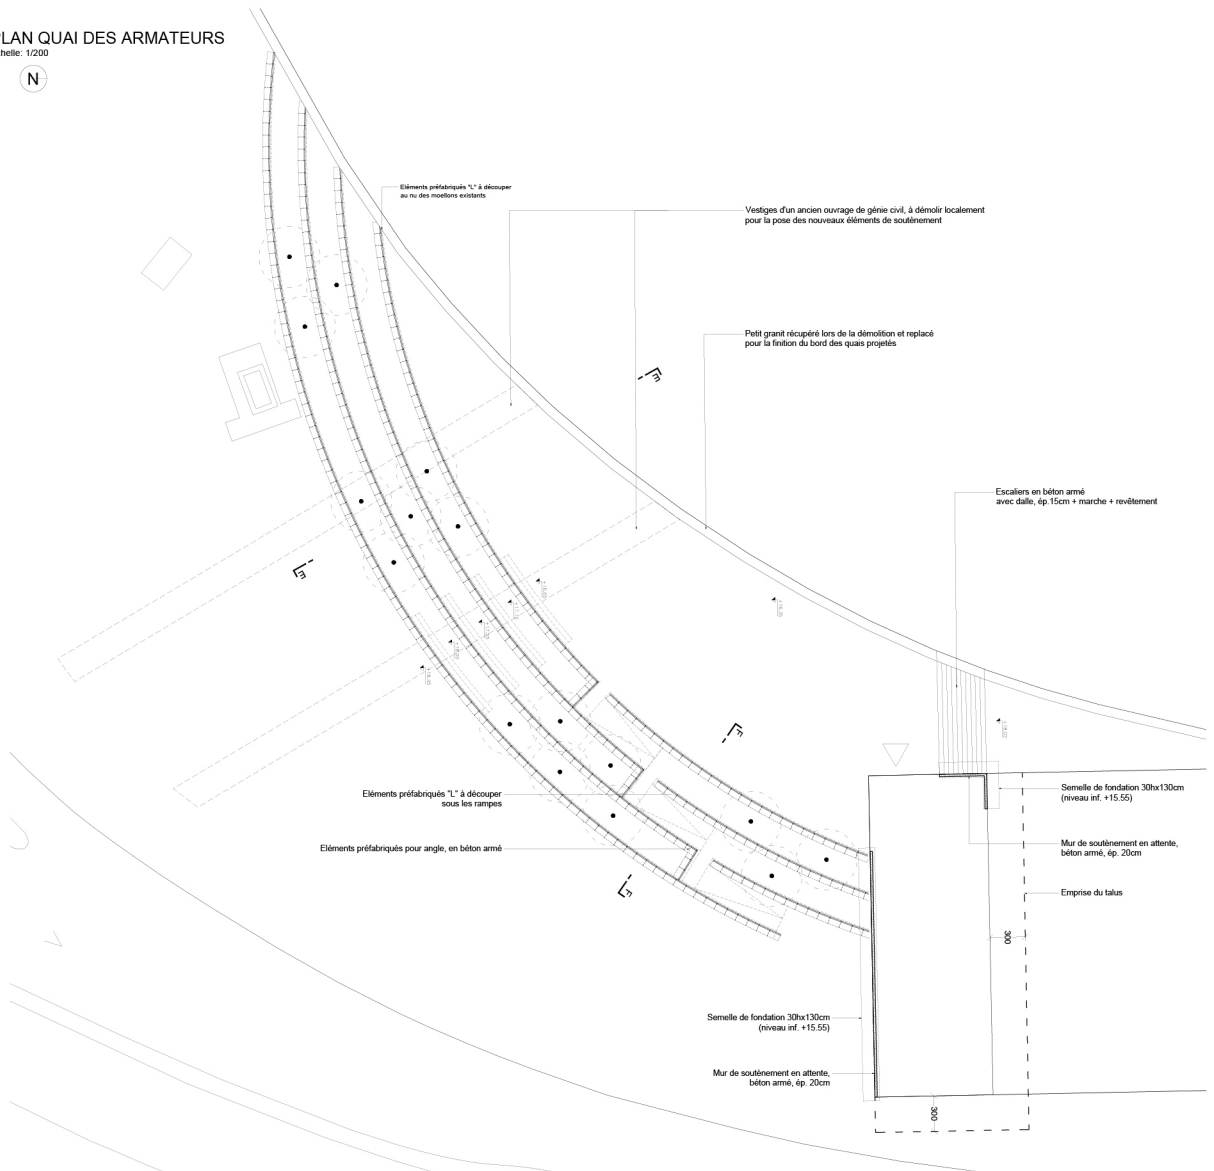 PLAN QUAI DES ARMATEURS
chelle: 1/200
N
Eléments préfabriqués "L" à découper
au nu des moellons existants
Vestiges d'un ancien ouvrage de génie civil, à démolir localement
pour la pose des nouveaux éléments de soutènement
Petit granit récupéré lors de la démolition et replacé
pour la finition du bord des quais projetés
E
Escaliers en béton armé
avec dalle, ép.15cm + marche + revêtement
E
F
Eléments préfabriqués "L" à découper
sous les rampes
Eléments préfabriqués pour angle, en béton armé
F
Semelle de fondation 30hx130cm
(niveau inf. +15.55)
Mur de soutènement en attente,
béton armé, ép. 20cm
Emprise du talus
300
Semelle de fondation 30hx130cm
(niveau inf. +15.55)
Mur de soutènement en attente,
béton armé, ép. 20cm
300